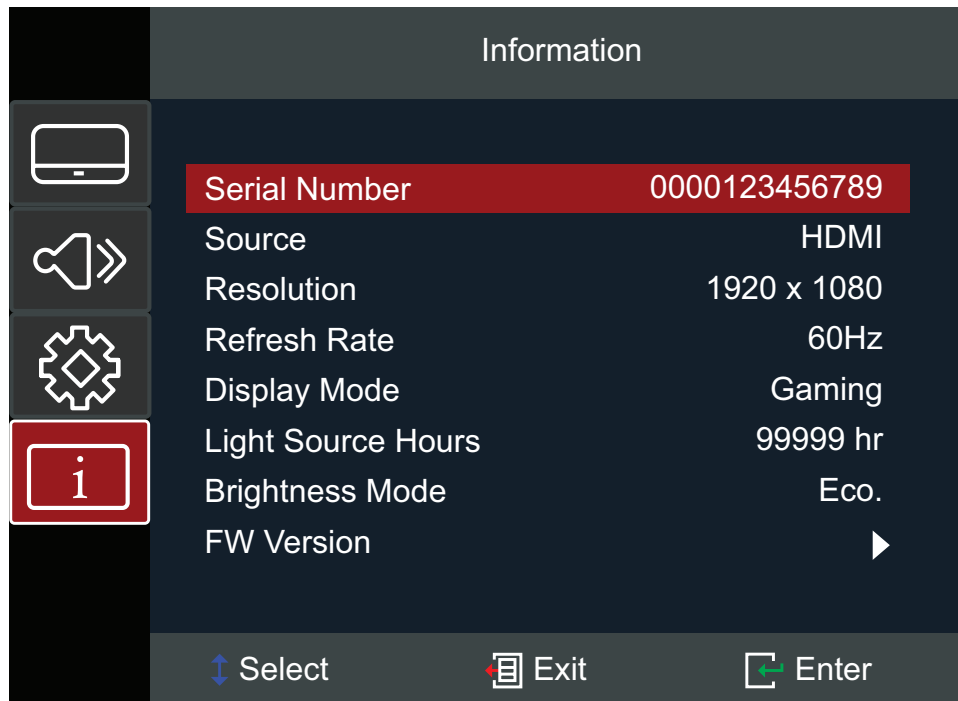 Information
Serial Number 0000123456789
Source HDMI
Resolution 1920 x 1080
Refresh Rate 60Hz
Display Mode Gaming
Light Source Hours 99999 hr
Brightness Mode Eco.
FW Version
i
Select Exit Enter